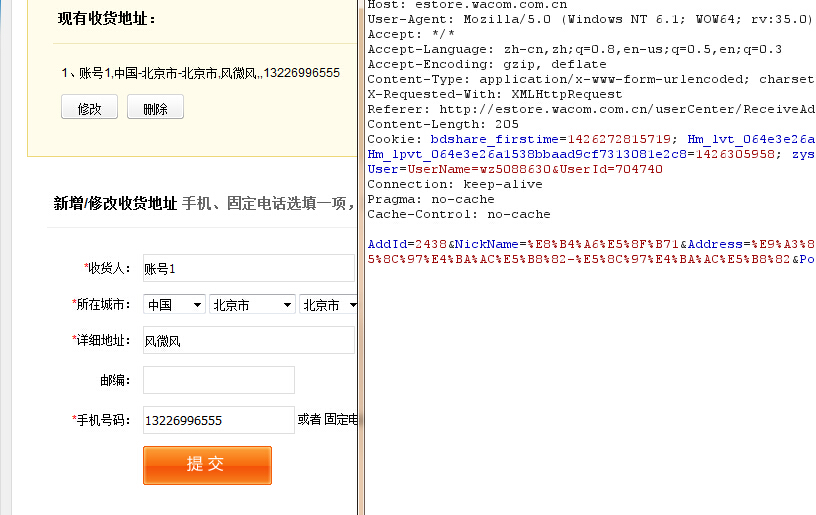 现有收货地址：
1、账号1,中国-北京市-北京市,风微风,,13226996555
修改 删除
新增/修改收货地址 手机、固定电话选填一项，
*收货人： 账号1
*所在城市： 中国 北京市 北京市
*详细地址： 风微风
邮编：
*手机号码： 13226996555 或者 固定电
提 交
Host: estore.wacom.com.cn
User-Agent: Mozilla/5.0 (Windows NT 6.1; WOW64; rv:35.0)
Accept: */*
Accept-Language: zh-cn,zh;q=0.8,en-us;q=0.5,en;q=0.3
Accept-Encoding: gzip, deflate
Content-Type: application/x-www-form-urlencoded; charset
X-Requested-With: XMLHttpRequest
Referer: http://estore.wacom.com.cn/userCenter/ReceiveAd
Content-Length: 205
Cookie: bdshare_firstime=1426272815719; Hm_lvt_064e3e26a
Hm_lpvt_064e3e26a1538bbaad9cf7313081e2c8=1426305958; zys
User=UserName=wz5088630&UserId=704740
Connection: keep-alive
Pragma: no-cache
Cache-Control: no-cache
AddId=2438&NickName=%E8%B4%A6%E5%8F%B71&Address=%E9%A3%8
5%8C%97%E4%BA%AC%E5%B8%82-%E5%8C%97%E4%BA%AC%E5%B8%82&Po